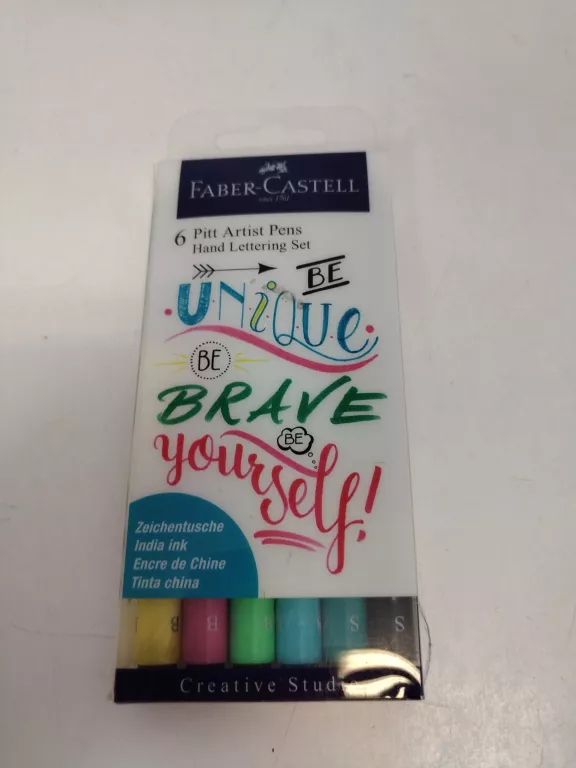 FABER-CASTELL
since 1761
6 Pitt Artist Pens
Hand Lettering Set
BE
UNiQUe
BE
BRAVE
BE
yourself!
Zeichentusche
India ink
Encre de Chine
Tinta china
B B S S S
Creative Studio